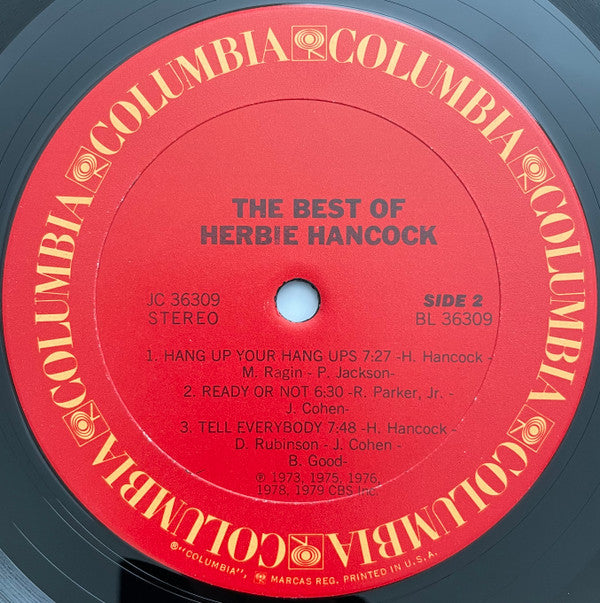 COLUMBIA COLUMBIA COLUMBIA COLUMBIA COLUMBIA COLUMBIA
THE BEST OF
HERBIE HANCOCK
JC 36309
STEREO
SIDE 2
BL 36309
1. HANG UP YOUR HANG UPS 7:27 -H. Hancock -
M. Ragin - P. Jackson-
2. READY OR NOT 6:30 -R. Parker, Jr. -
J. Cohen-
3. TELL EVERYBODY 7:48 -H. Hancock -
D. Rubinson - J. Cohen -
B. Good-
℗ 1973, 1975, 1976,
1978, 1979 CBS Inc.
®"COLUMBIA", MARCAS REG. PRINTED IN U.S.A.